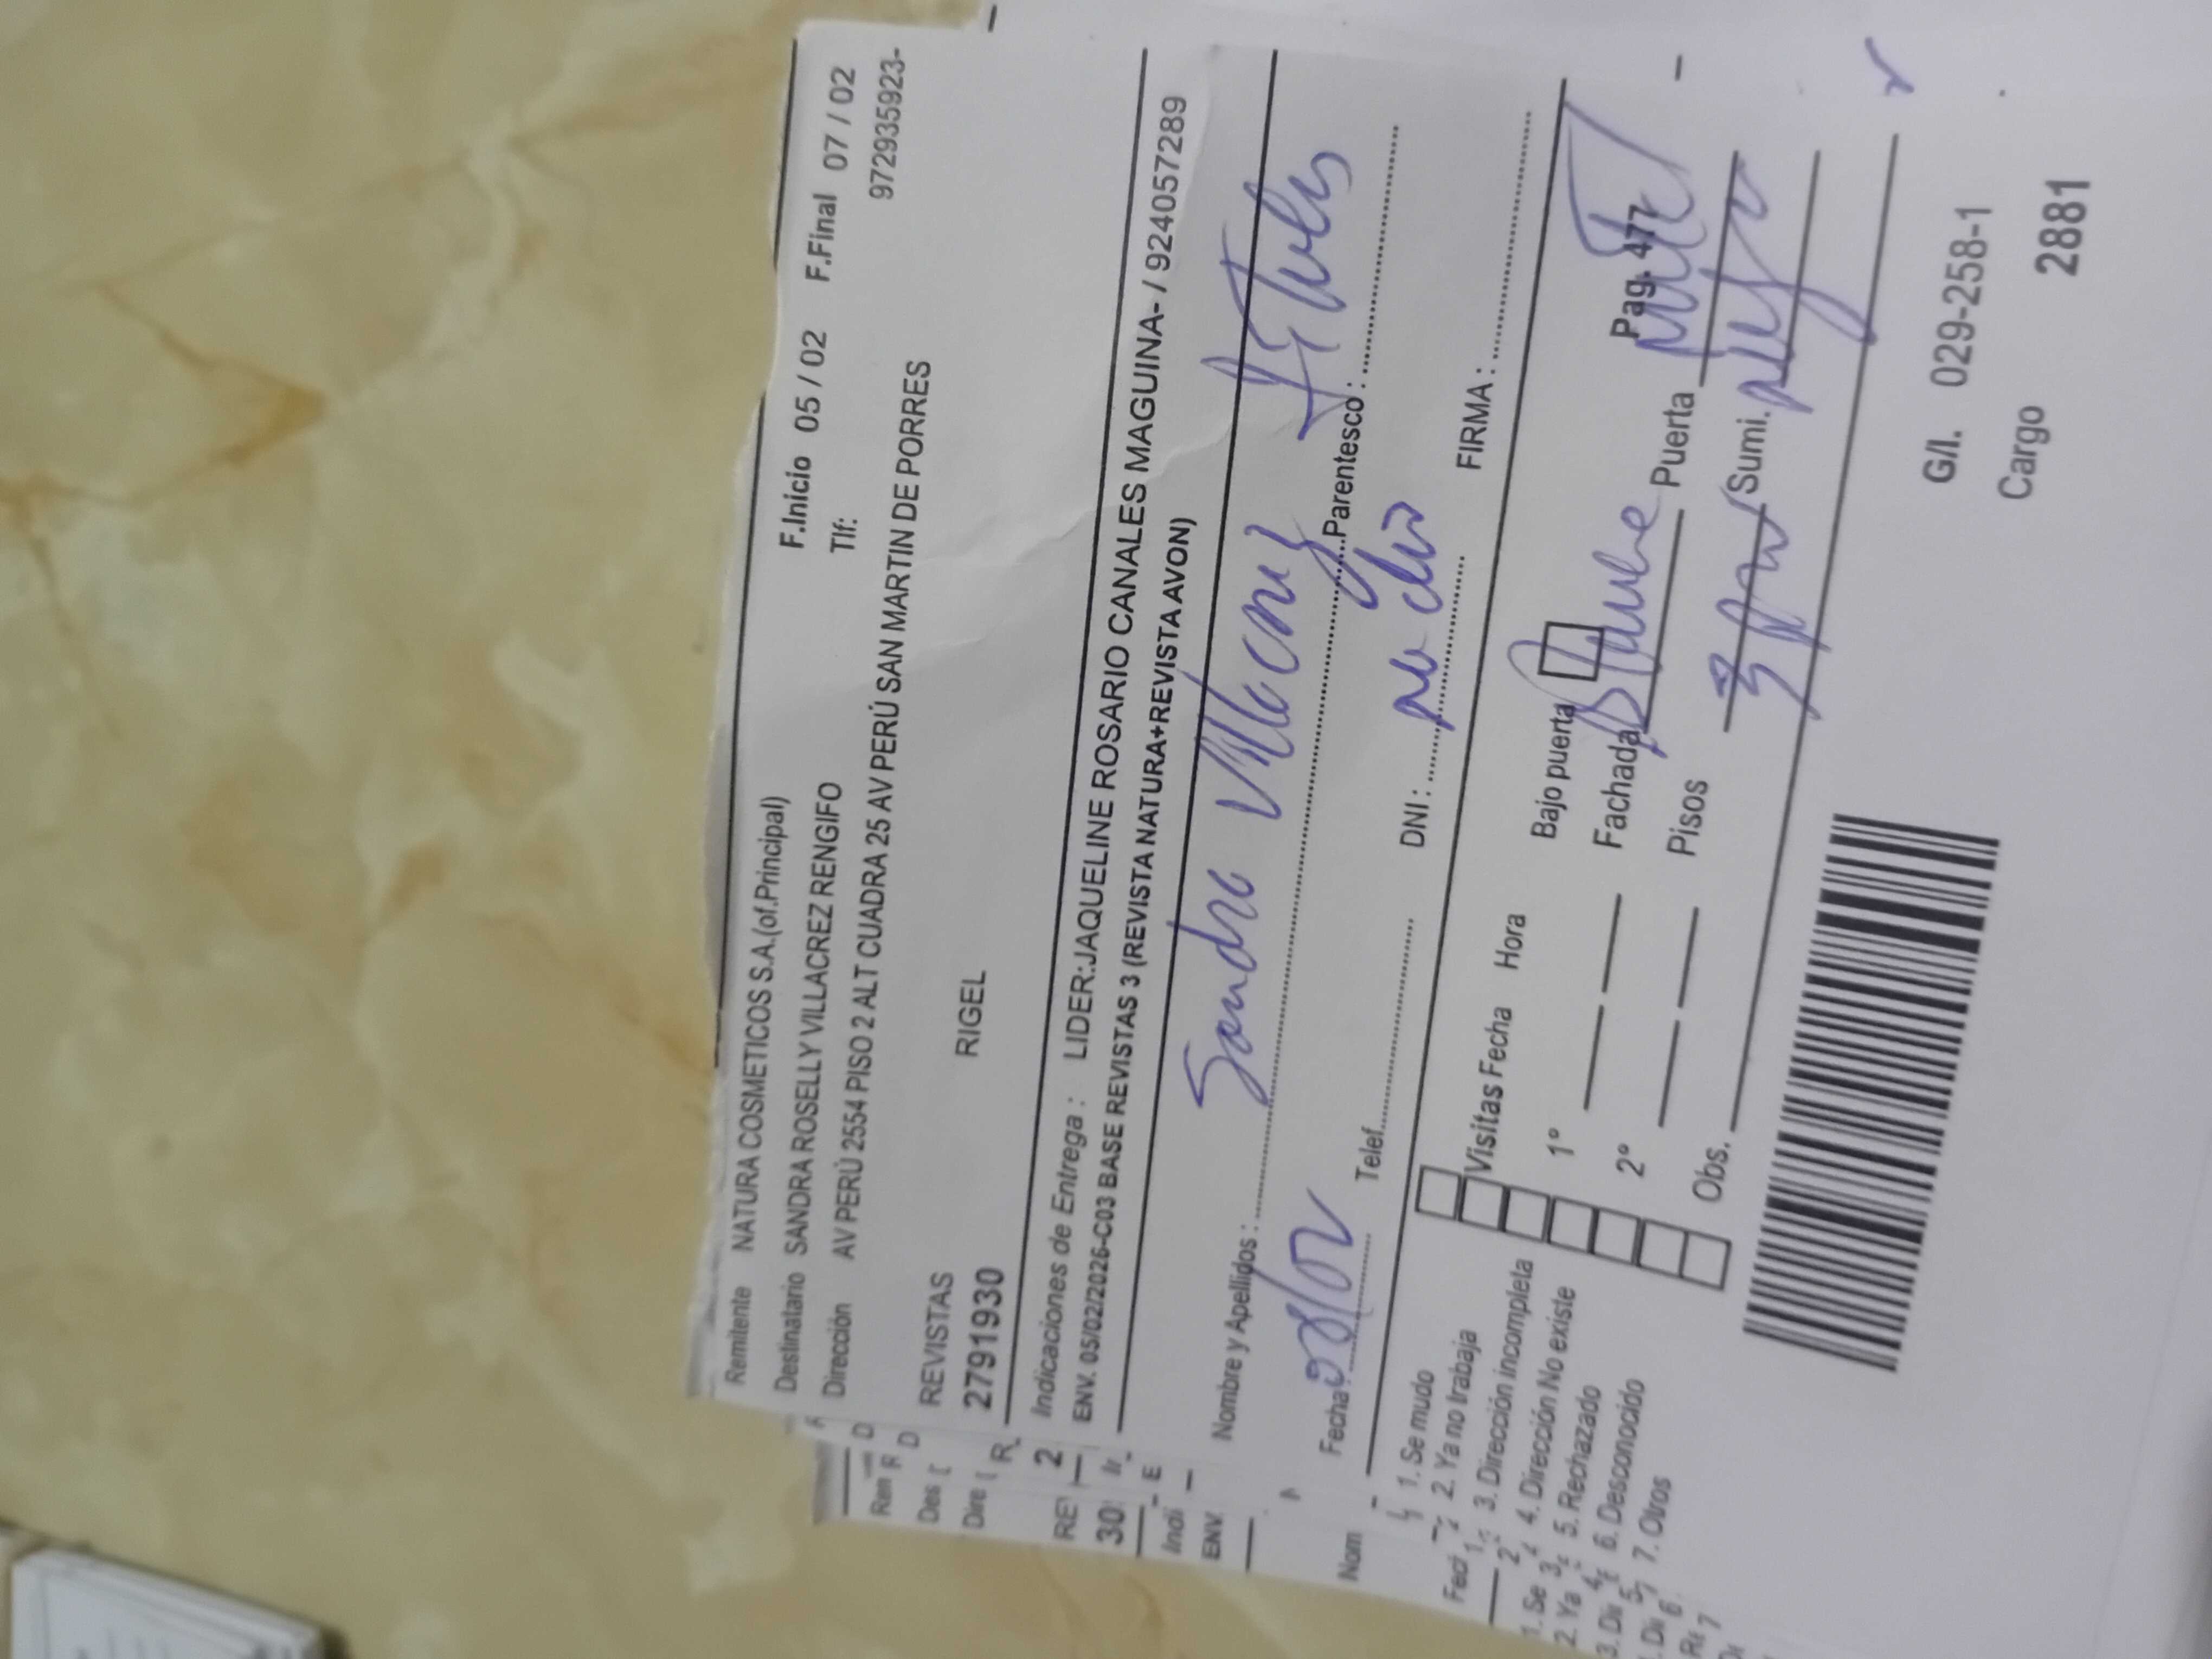 Remitente NATURA COSMETICOS S.A.(of.Principal) F.Inicio 05 / 02 F.Final 07 / 02
Destinatario SANDRA ROSELLY VILLACREZ RENGIFO Tlf: 972935923-
Dirección AV PERÚ 2554 PISO 2 ALT CUADRA 25 AV PERÚ SAN MARTIN DE PORRES
REVISTAS
2791930 RIGEL
Indicaciones de Entrega : LIDER:JAQUELINE ROSARIO CANALES MAGUINA- / 924057289
ENV. 05/02/2026-C03 BASE REVISTAS 3 (REVISTA NATURA+REVISTA AVON)
Nombre y Apellidos : Sandra
Parentesco :
Fecha: Telef. DNI : no FIRMA :
1. Se mudo
2. Ya no trabaja
3. Dirección incompleta
4. Dirección No existe
5. Rechazado
6. Desconocido
7. Otros
Visitas Fecha Hora
1°
2°
Obs.
Bajo puerta
Fachada Puerta
Pisos 3 Sumi.
Pag. 477
G/I. 029-258-1
Cargo 2881